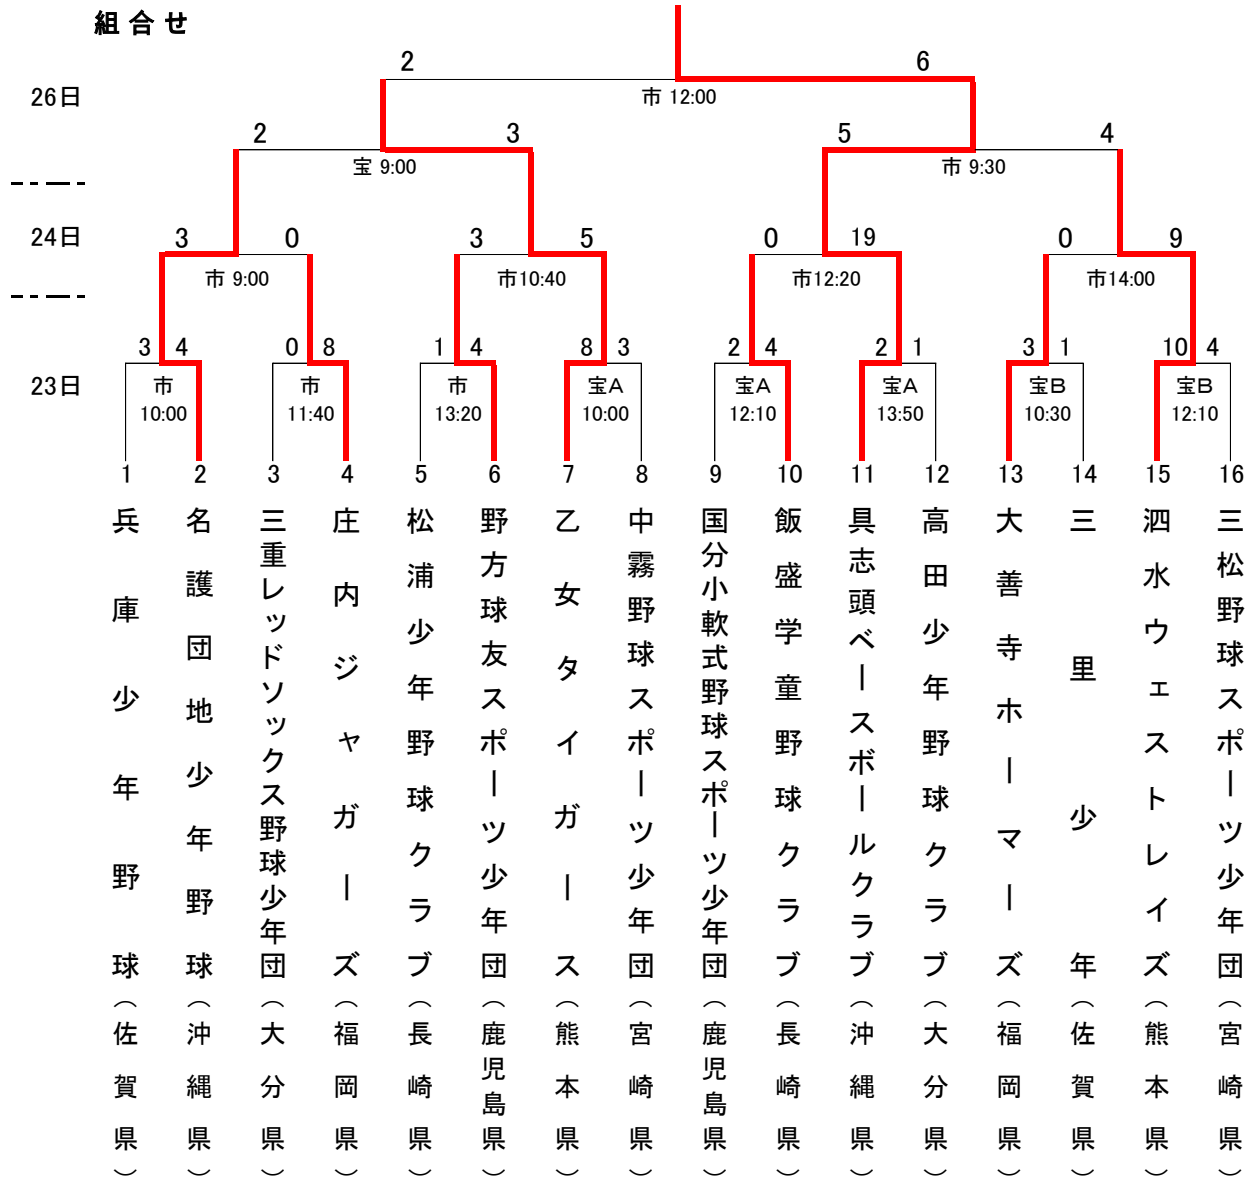 組合せ
2 6
26日
市 12:00
2 3 5 4
宝 9:00 市 9:30
24日
3 0 3 5 0 19 0 9
市 9:00 市10:40 市12:20 市14:00
3 4 0 8 1 4 8 3 2 4 2 1 3 1 10 4
23日
市 市 市 宝A 宝A 宝A 宝B 宝B
10:00 11:40 13:20 10:00 12:10 13:50 10:30 12:10
1 2 3 4 5 6 7 8 9 10 11 12 13 14 15 16
兵庫少年野球(佐賀県)
名護団地少年野球(沖縄県)
三重レッドソックス野球少年団(大分県)
庄内ジャガーズ(福岡県)
松浦少年野球クラブ(長崎県)
野方球友スポーツ少年団(鹿児島県)
乙女タイガース(熊本県)
中霧野球スポーツ少年団(宮崎県)
国分小軟式野球スポーツ少年団(鹿児島県)
飯盛学童野球クラブ(長崎県)
具志頭ベースボールクラブ(沖縄県)
高田少年野球クラブ(大分県)
大善寺ホーマーズ(福岡県)
三里少年(佐賀県)
泗水ウェストレイズ(熊本県)
三松野球スポーツ少年団(宮崎県)